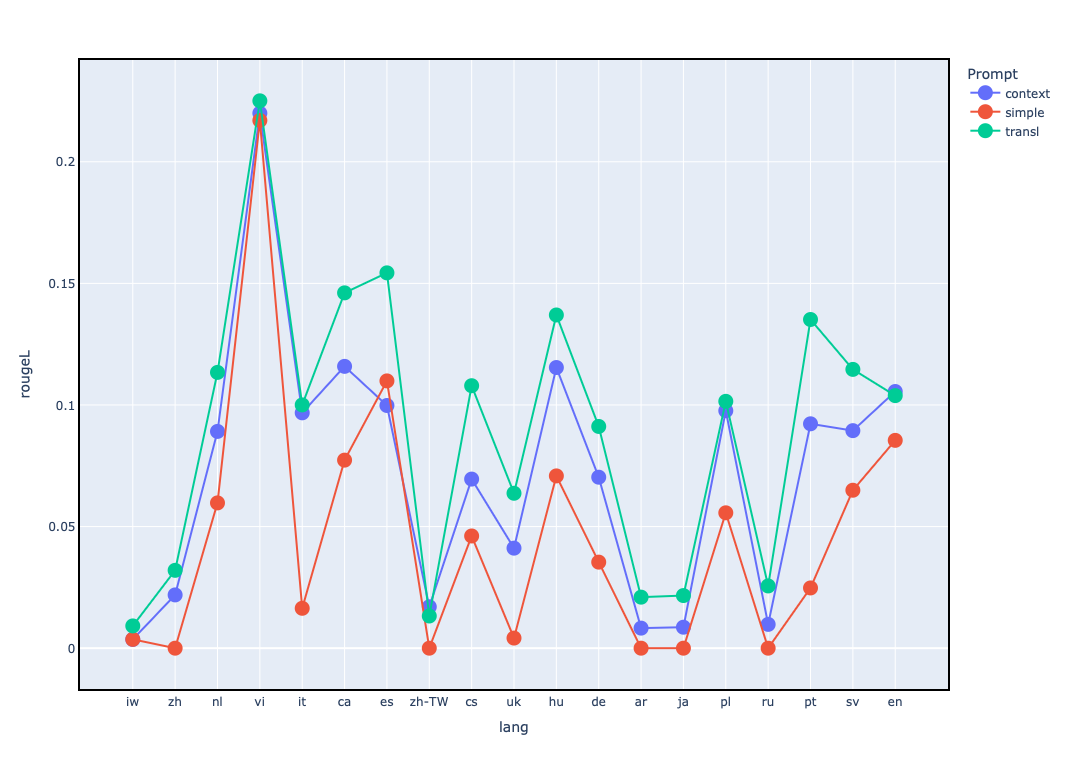 Prompt
context
simple
transl
rougeL
0.2
0.15
0.1
0.05
0
iw zh nl vi it ca es zh-TW cs uk hu de ar ja pl ru pt sv en
lang